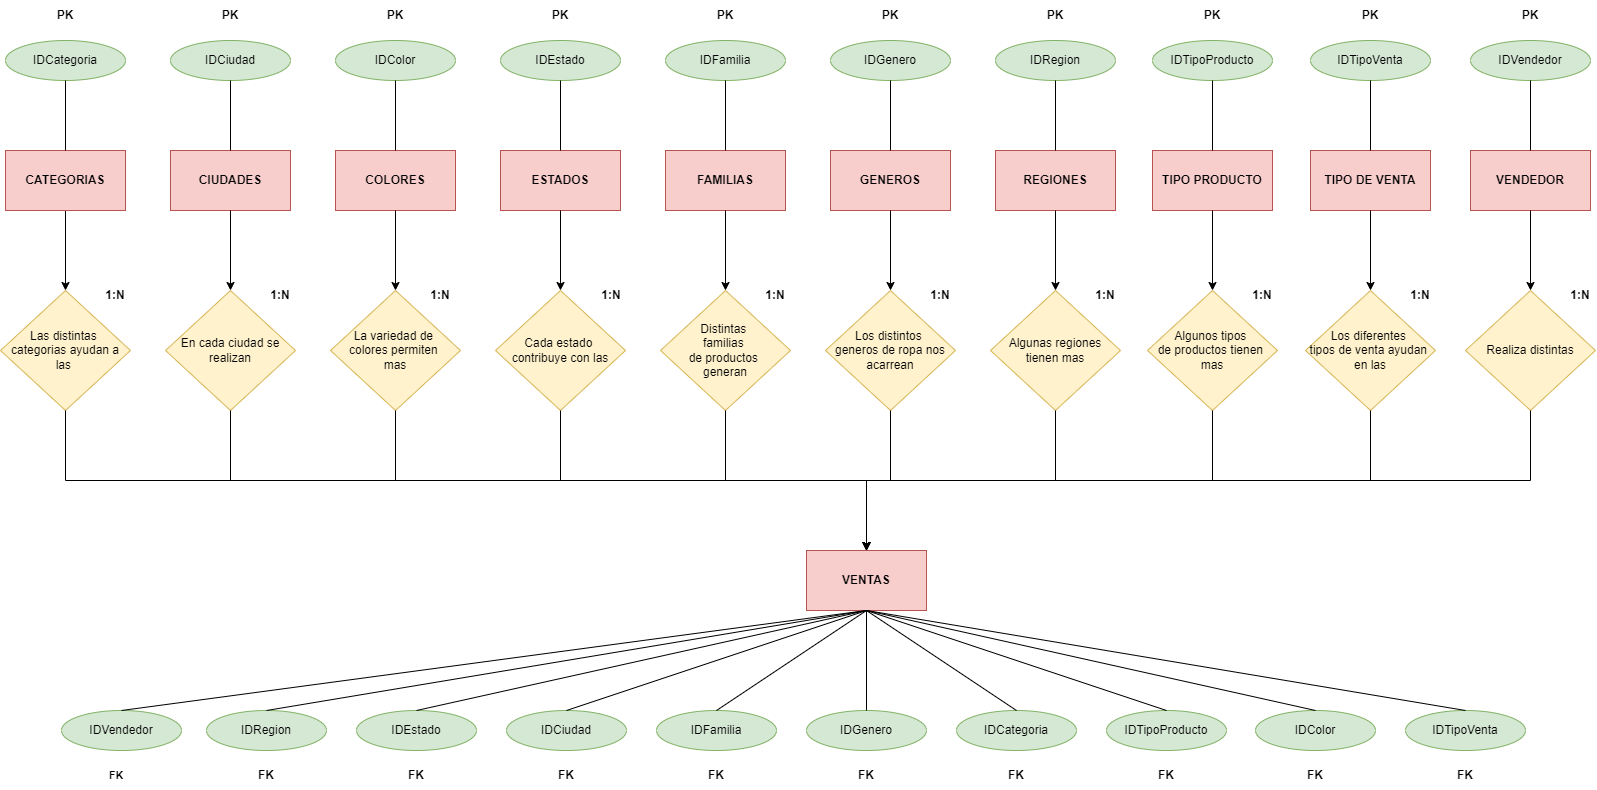 PK PK PK PK PK PK PK PK PK PK
IDCategoria IDCiudad IDColor IDEstado IDFamilia IDGenero IDRegion IDTipoProducto IDTipoVenta IDVendedor
CATEGORIAS CIUDADES COLORES ESTADOS FAMILIAS GENEROS REGIONES TIPO PRODUCTO TIPO DE VENTA VENDEDOR
1:N 1:N 1:N 1:N 1:N 1:N 1:N 1:N 1:N 1:N
Las distintas
categorias ayudan a
las
En cada ciudad se
realizan
La variedad de
colores permiten
mas
Cada estado
contribuye con las
Distintas
familias
de productos
generan
Los distintos
generos de ropa nos
acarrean
Algunas regiones
tienen mas
Algunos tipos
de productos tienen
mas
Los diferentes
tipos de venta ayudan
en las
Realiza distintas
VENTAS
IDVendedor IDRegion IDEstado IDCiudad IDFamilia IDGenero IDCategoria IDTipoProducto IDColor IDTipoVenta
FK FK FK FK FK FK FK FK FK FK